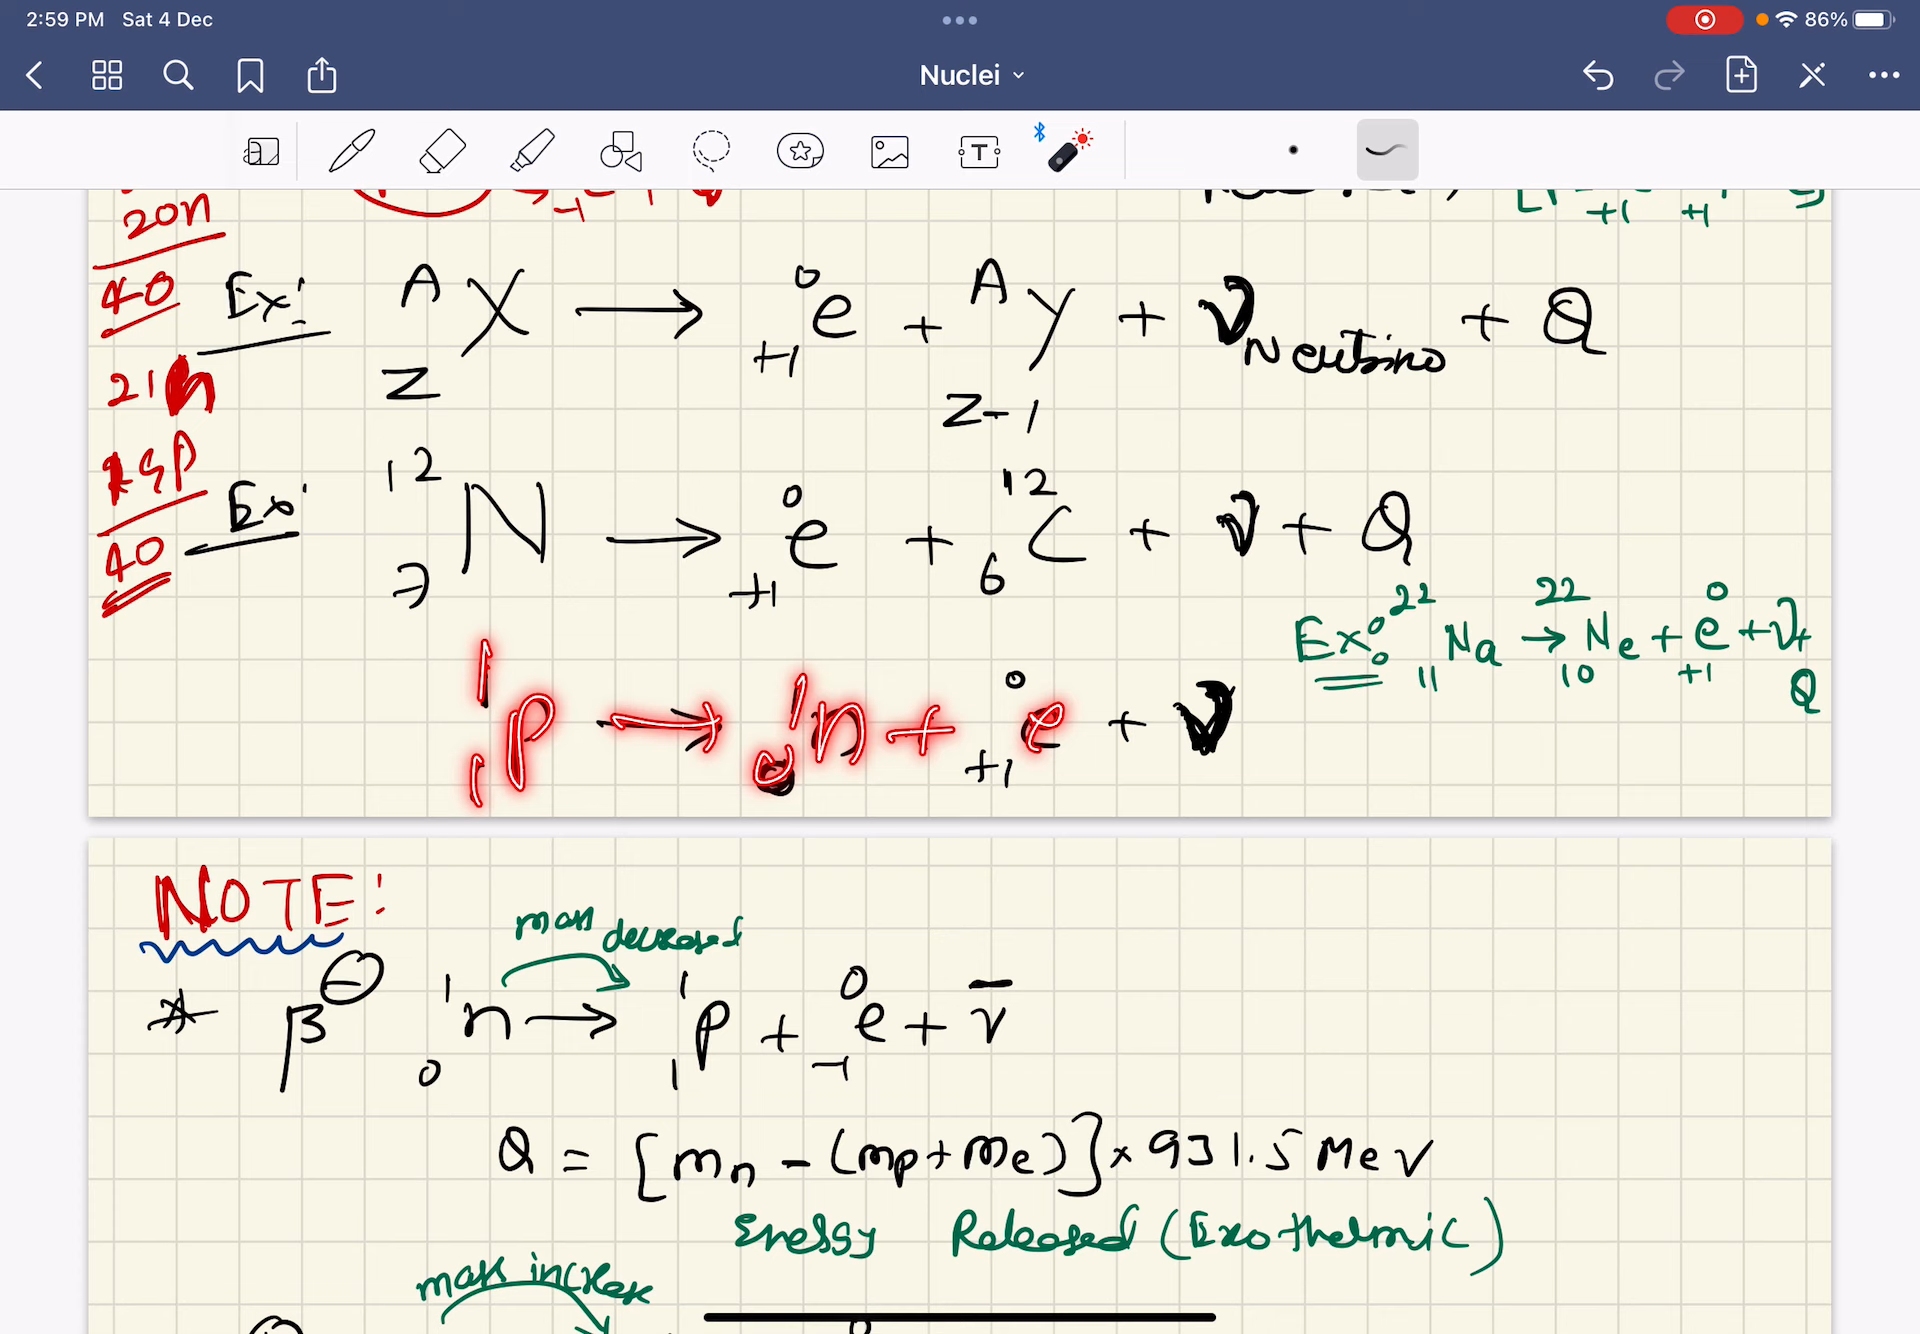 2:59 PM Sat 4 Dec
86%
Nuclei
T
20n
40
21n
19p
40
Ex:
A Z X → 0 +1 e + A Z-1 Y + ν Neutrino + Q
Ex:
12 7 N → 0 +1 e + 12 6 C + ν + Q
Ex: 22 11 Na → 22 10 Ne + 0 +1 e + ν + Q
1 1 p → 1 0 n + 0 +1 e + ν
NOTE:
mass decreased
β⊖ 1 0 n → 1 1 p + 0 -1 e + ν̅
Q = [mn - (mp + me)] × 931.5 MeV
Energy Released (Exothermic)
mass increase